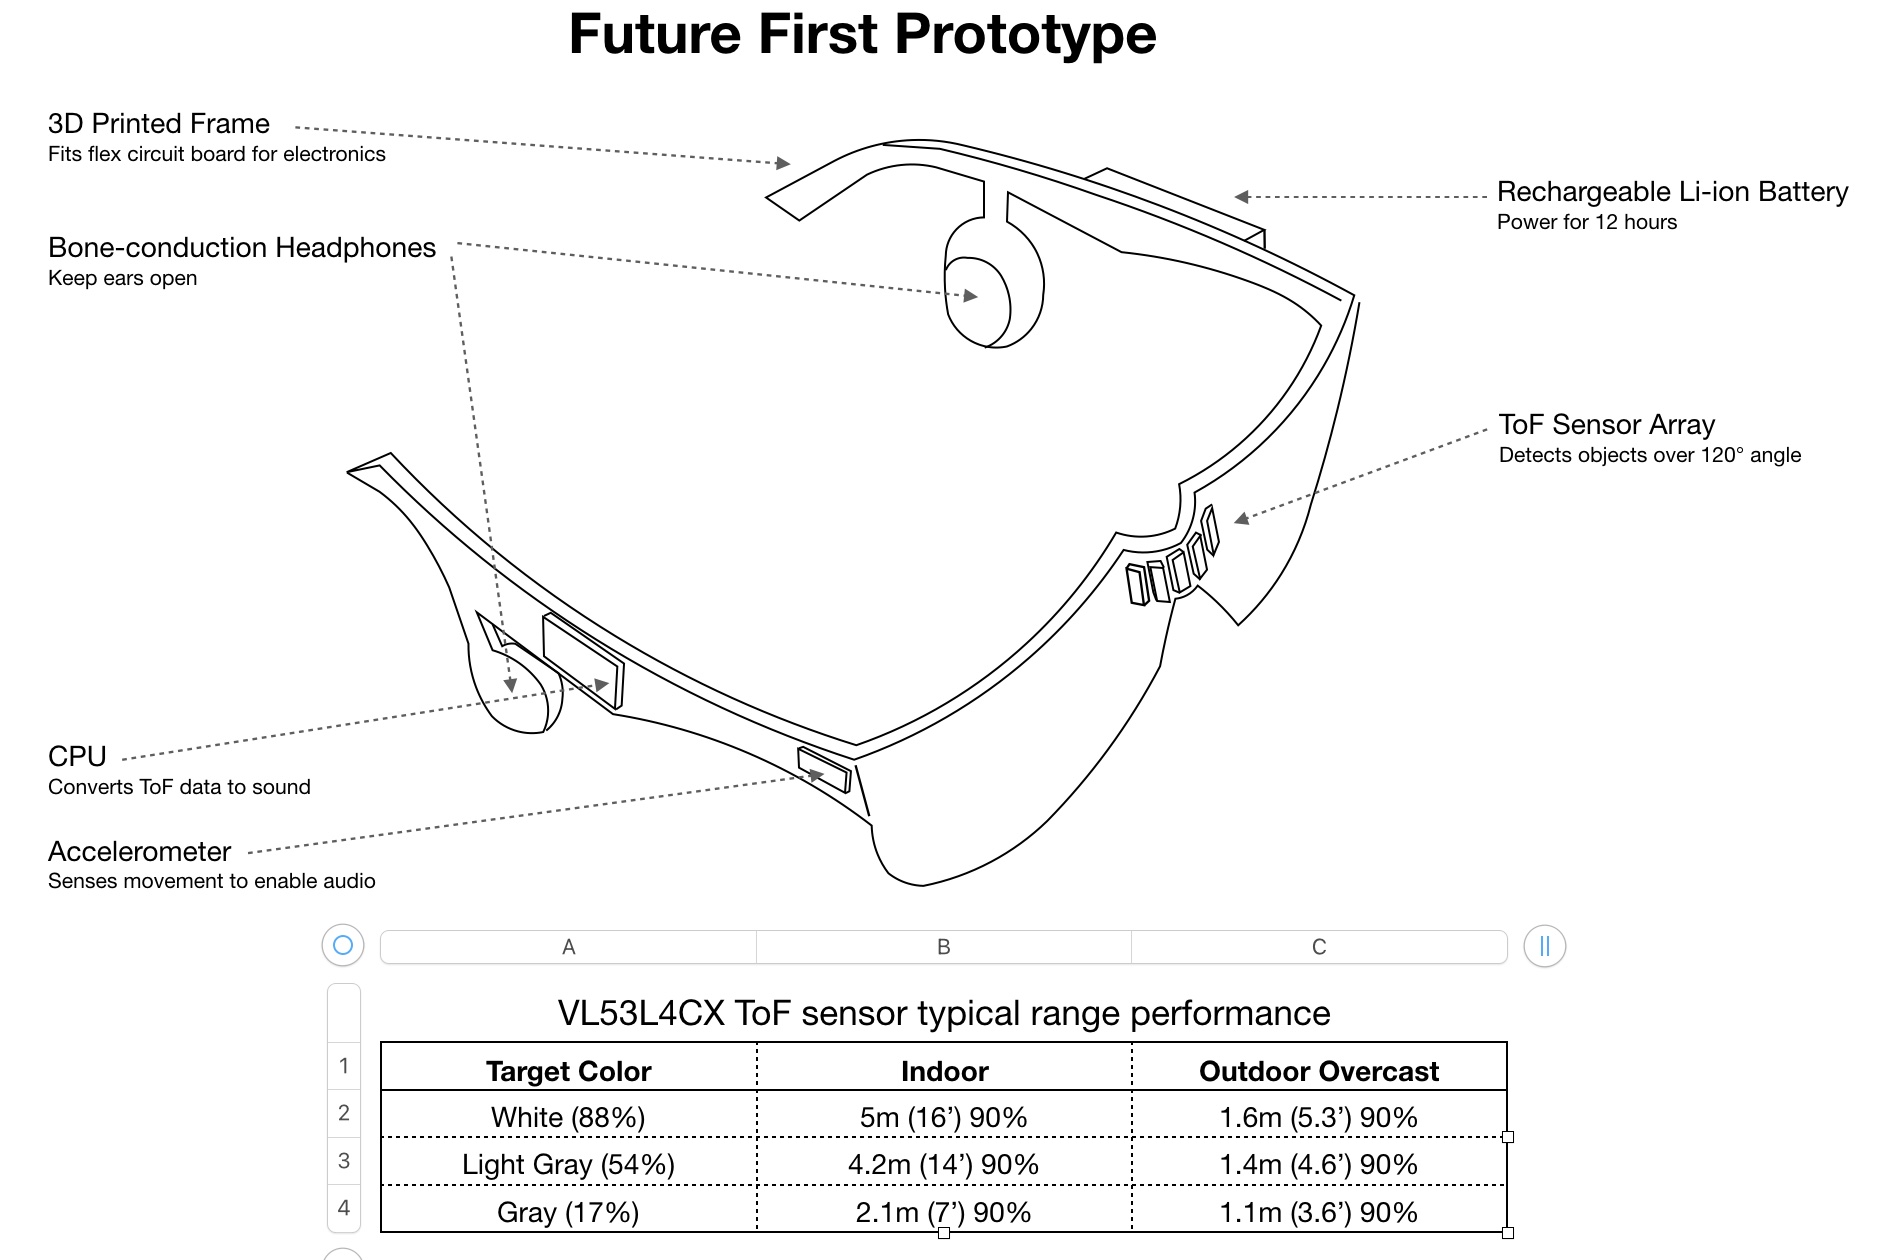 Future First Prototype
3D Printed Frame
Fits flex circuit board for electronics
Bone-conduction Headphones
Keep ears open
Rechargeable Li-ion Battery
Power for 12 hours
ToF Sensor Array
Detects objects over 120° angle
CPU
Converts ToF data to sound
Accelerometer
Senses movement to enable audio
A B C
VL53L4CX ToF sensor typical range performance
1 Target Color Indoor Outdoor Overcast
2 White (88%) 5m (16’) 90% 1.6m (5.3’) 90%
3 Light Gray (54%) 4.2m (14’) 90% 1.4m (4.6’) 90%
4 Gray (17%) 2.1m (7’) 90% 1.1m (3.6’) 90%